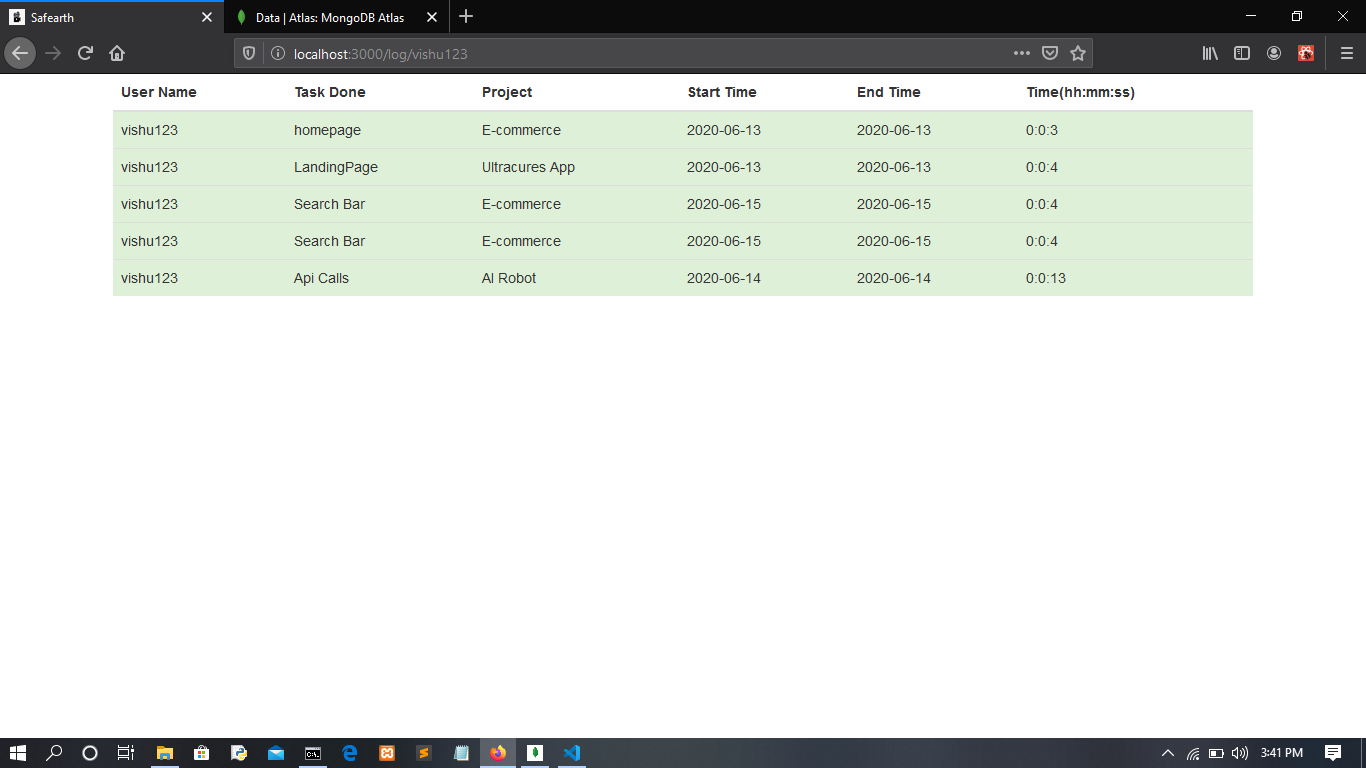 Safearth
Data | Atlas: MongoDB Atlas
localhost:3000/log/vishu123
User Name Task Done Project Start Time End Time Time(hh:mm:ss)
vishu123 homepage E-commerce 2020-06-13 2020-06-13 0:0:3
vishu123 LandingPage Ultracures App 2020-06-13 2020-06-13 0:0:4
vishu123 Search Bar E-commerce 2020-06-15 2020-06-15 0:0:4
vishu123 Search Bar E-commerce 2020-06-15 2020-06-15 0:0:4
vishu123 Api Calls AI Robot 2020-06-14 2020-06-14 0:0:13
3:41 PM